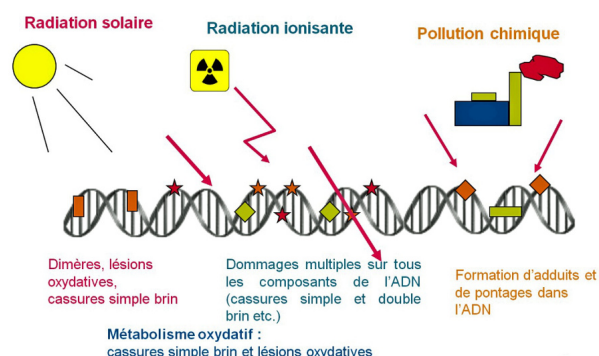 Radiation solaire
Radiation ionisante
Pollution chimique
Dimères, lésions
oxydatives,
cassures simple brin
Dommages multiples sur tous
les composants de l'ADN
(cassures simple et double
brin etc.)
Formation d'adduits et
de pontages dans
l'ADN
Métabolisme oxydatif :
cassures simple brin et lésions oxydatives